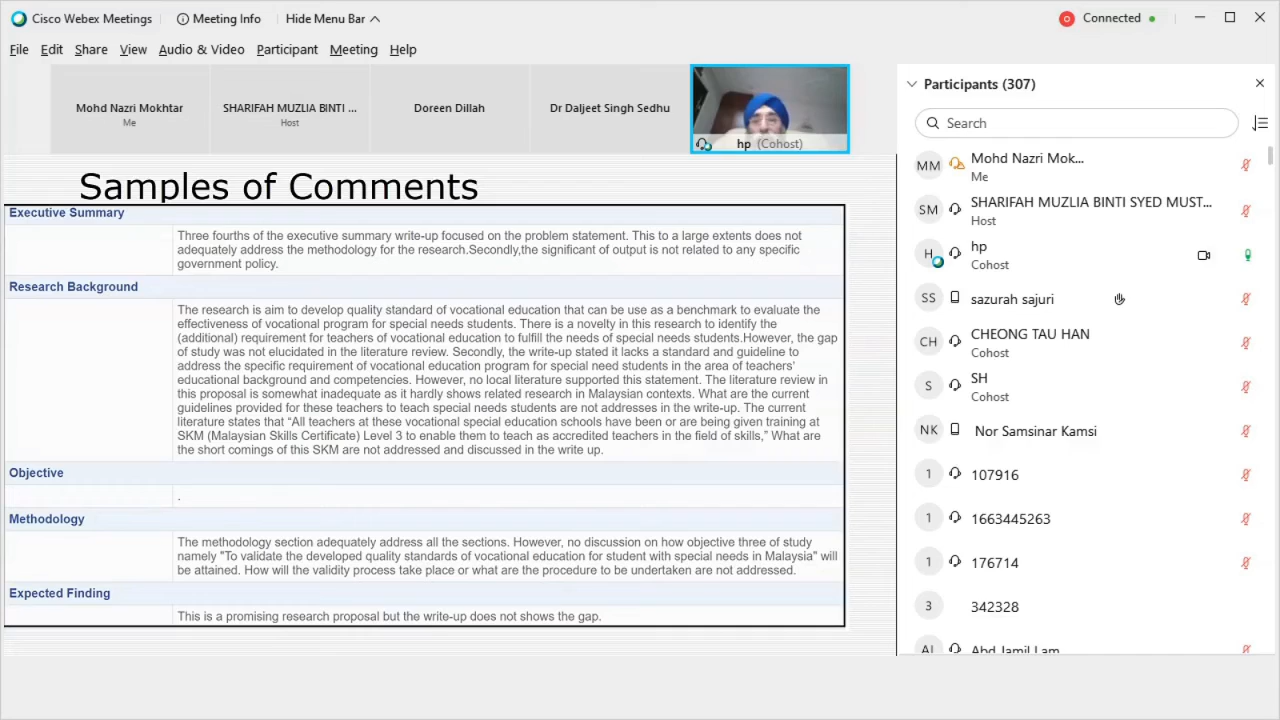 Cisco Webex Meetings
Meeting Info
Hide Menu Bar
Connected
File Edit Share View Audio & Video Participant Meeting Help
Mohd Nazri Mokhtar
Me
SHARIFAH MUZLIA BINTI ...
Host
Doreen Dillah
Dr Daljeet Singh Sedhu
hp (Cohost)
Samples of Comments
Executive Summary
Three fourths of the executive summary write-up focused on the problem statement. This to a large extents does not
adequately address the methodology for the research.Secondly,the significant of output is not related to any specific
government policy.
Research Background
The research is aim to develop quality standard of vocational education that can be use as a benchmark to evaluate the
effectiveness of vocational program for special needs students. There is a novelty in this research to identify the
(additional) requirement for teachers of vocational education to fulfill the needs of special needs students.However, the gap
of study was not elucidated in the literature review. Secondly, the write-up stated it lacks a standard and guideline to
address the specific requirement of vocational education program for special need students in the area of teachers'
educational background and competencies. However, no local literature supported this statement. The literature review in
this proposal is somewhat inadequate as it hardly shows related research in Malaysian contexts. What are the current
guidelines provided for these teachers to teach special needs students are not addresses in the write-up. The current
literature states that “All teachers at these vocational special education schools have been or are being given training at
SKM (Malaysian Skills Certificate) Level 3 to enable them to teach as accredited teachers in the field of skills,” What are
the short comings of this SKM are not addressed and discussed in the write up.
Objective
.
Methodology
The methodology section adequately address all the sections. However, no discussion on how objective three of study
namely "To validate the developed quality standards of vocational education for student with special needs in Malaysia" will
be attained. How will the validity process take place or what are the procedure to be undertaken are not addressed.
Expected Finding
This is a promising research proposal but the write-up does not shows the gap.
Participants (307)
Search
MM Mohd Nazri Mok...
Me
SM SHARIFAH MUZLIA BINTI SYED MUST...
Host
H hp
Cohost
SS sazurah sajuri
CH CHEONG TAU HAN
Cohost
S SH
Cohost
NK Nor Samsinar Kamsi
1 107916
1 1663445263
1 176714
3 342328
AJ Abd Jamil Lam